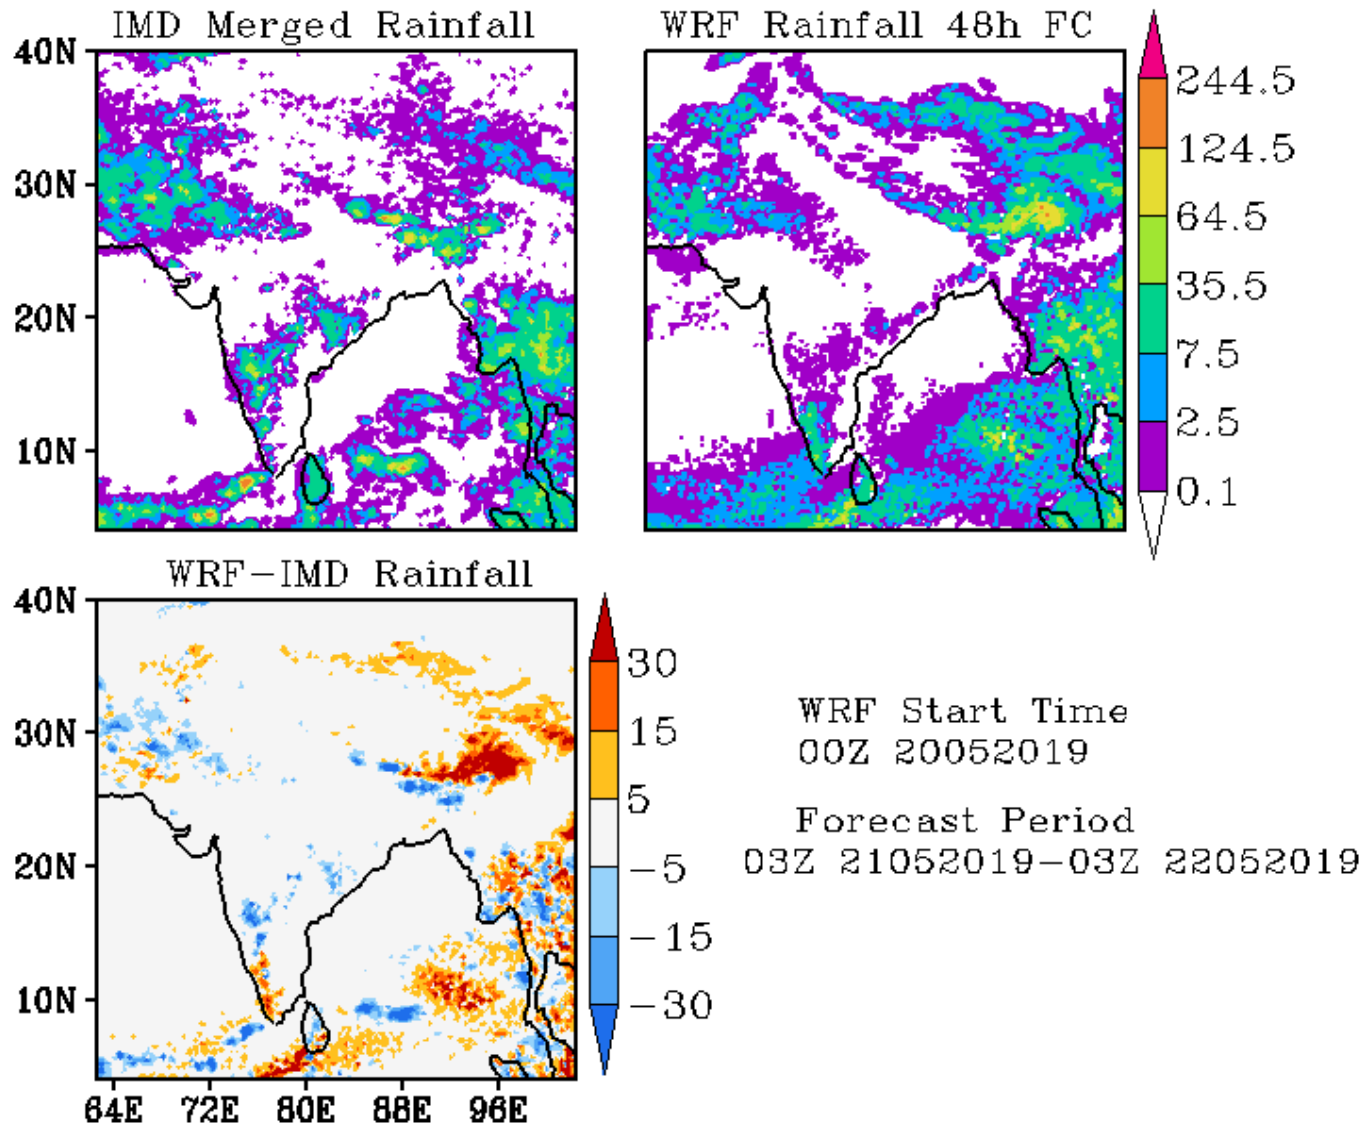 IMD Merged Rainfall
WRF Rainfall 48h FC
40N
30N
20N
10N
244.5
124.5
64.5
35.5
7.5
2.5
0.1
WRF-IMD Rainfall
40N
30N
20N
10N
64E 72E 80E 88E 96E
30
15
5
-5
-15
-30
WRF Start Time
00Z 20052019
Forecast Period
03Z 21052019-03Z 22052019